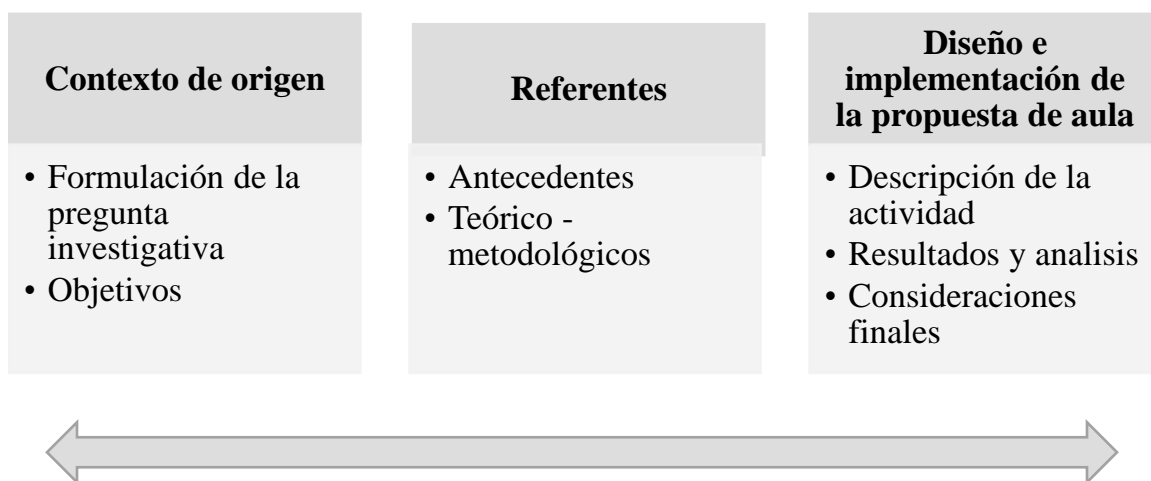 Contexto de origen
• Formulación de la
pregunta
investigativa
• Objetivos
Referentes
• Antecedentes
• Teórico -
metodológicos
Diseño e
implementación de
la propuesta de aula
• Descripción de la
actividad
• Resultados y analisis
• Consideraciones
finales